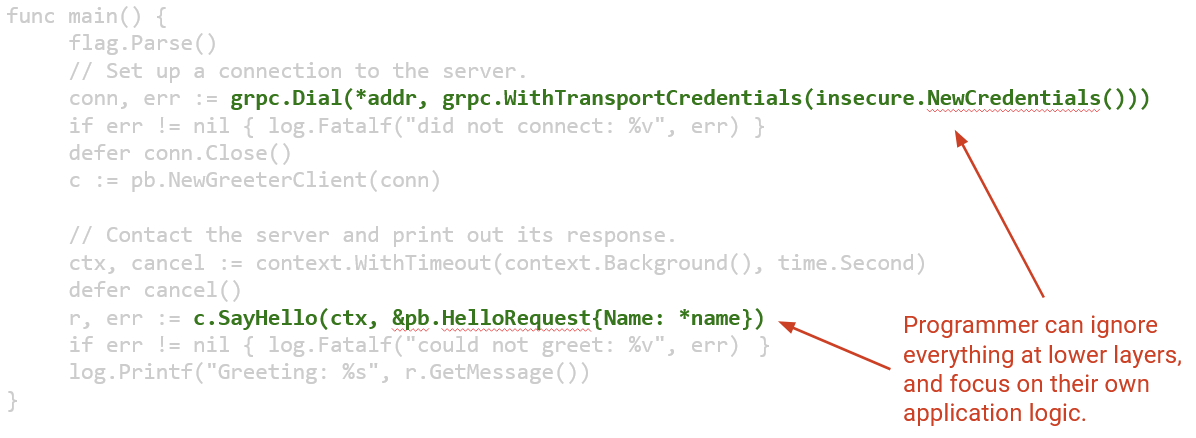 func main() {
flag.Parse()
// Set up a connection to the server.
conn, err := grpc.Dial(*addr, grpc.WithTransportCredentials(insecure.NewCredentials()))
if err != nil { log.Fatalf("did not connect: %v", err) }
defer conn.Close()
c := pb.NewGreeterClient(conn)
// Contact the server and print out its response.
ctx, cancel := context.WithTimeout(context.Background(), time.Second)
defer cancel()
r, err := c.SayHello(ctx, &pb.HelloRequest{Name: *name})
if err != nil { log.Fatalf("could not greet: %v", err) }
log.Printf("Greeting: %s", r.GetMessage())
}
Programmer can ignore
everything at lower layers,
and focus on their own
application logic.